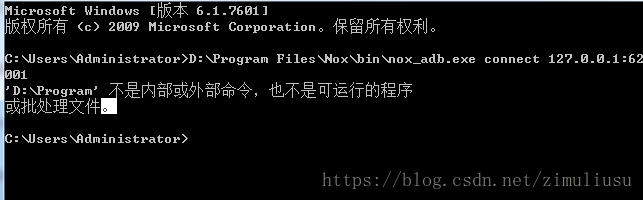 Microsoft Windows [版本 6.1.7601]
版权所有 (c) 2009 Microsoft Corporation。保留所有权利。
C:\Users\Administrator>D:\Program Files\Nox\bin\nox_adb.exe connect 127.0.0.1:62
001
'D:\Program' 不是内部或外部命令，也不是可运行的程序
或批处理文件。
C:\Users\Administrator>
https://blog.csdn.net/zimuliusu